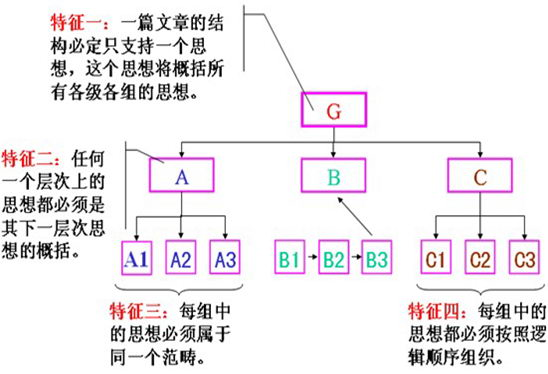 特征一：一篇文章的结
构必定只支持一个思
想，这个思想将概括所
有各级各组的思想。
G
特征二：任何
一个层次上的
思想都必须是
其下一层次思
想的概括。
A
B
C
A1 A2 A3
B1 B2 B3
C1 C2 C3
特征三：每组中
的思想必须属于
同一个范畴。
特征四：每组中的
思想都必须按照逻
辑顺序组织。